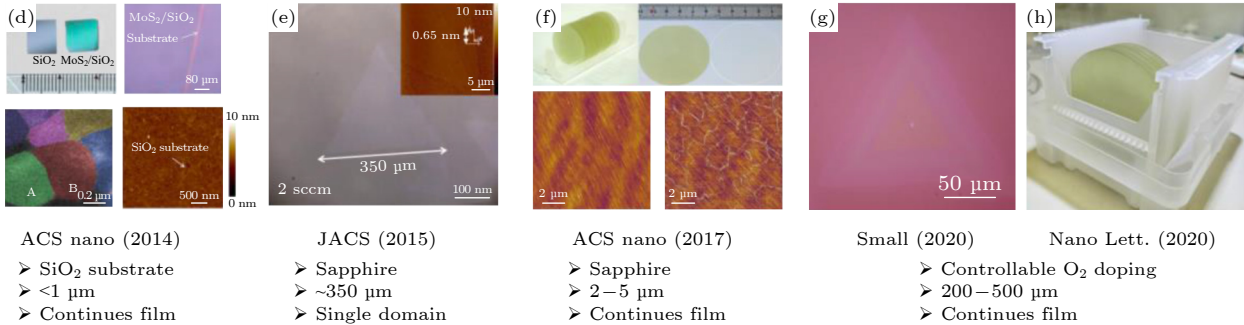 (d)
MoS₂/SiO₂
Substrate
SiO₂ MoS₂/SiO₂
80 μm
10 nm
SiO₂ substrate
A
B
0.2 μm
500 nm
0 nm
(e)
10 nm
0.65 nm
5 μm
350 μm
2 sccm
100 nm
(f)
2 μm
2 μm
(g)
50 μm
(h)
ACS nano (2014)
➢ SiO₂ substrate
➢ <1 μm
➢ Continues film
JACS (2015)
➢ Sapphire
➢ ~350 μm
➢ Single domain
ACS nano (2017)
➢ Sapphire
➢ 2−5 μm
➢ Continues film
Small (2020)
Nano Lett. (2020)
➢ Controllable O₂ doping
➢ 200−500 μm
➢ Continues film